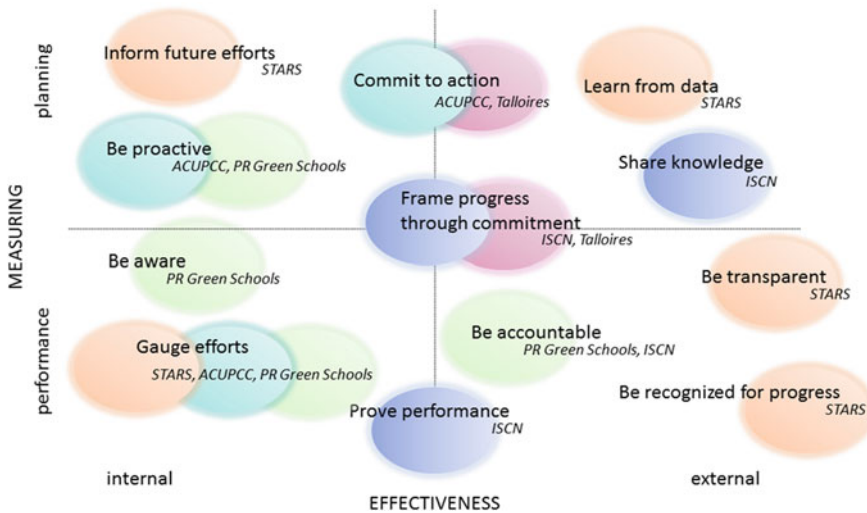 planning
MEASURING
performance
Inform future efforts
STARS
Commit to action
ACUPCC, Talloires
Learn from data
STARS
Be proactive
ACUPCC, PR Green Schools
Share knowledge
ISCN
Frame progress
through commitment
ISCN, Talloires
Be aware
PR Green Schools
Be transparent
STARS
Gauge efforts
STARS, ACUPCC, PR Green Schools
Be accountable
PR Green Schools, ISCN
Prove performance
ISCN
Be recognized for progress
STARS
internal
external
EFFECTIVENESS